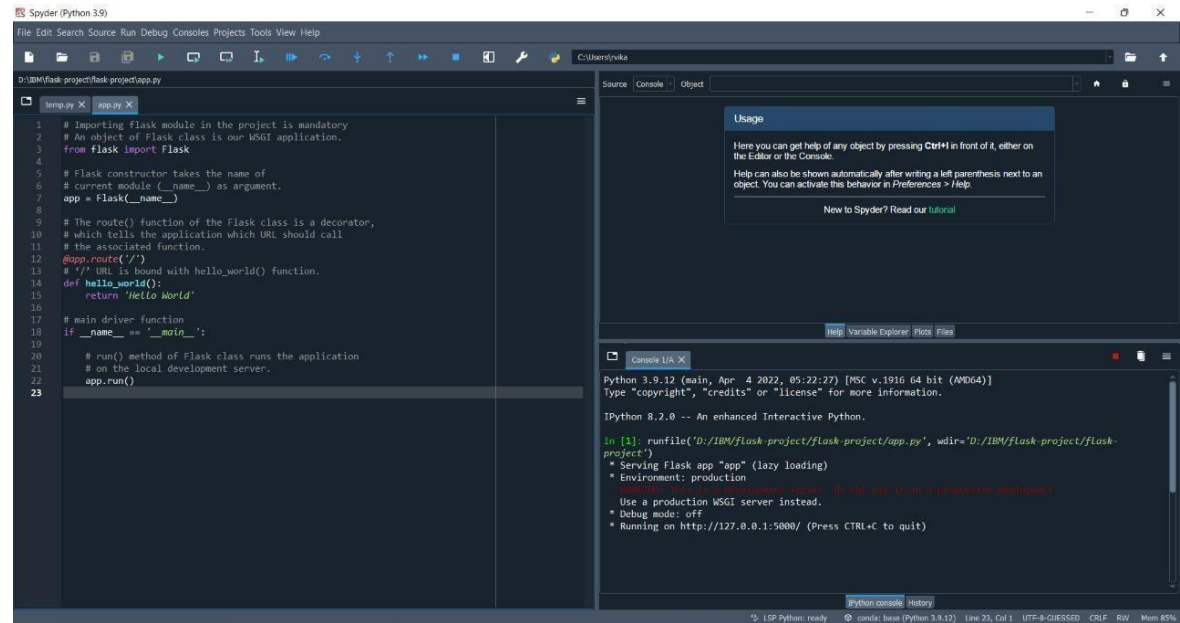 Spyder (Python 3.9)
File Edit Search Source Run Debug Consoles Projects Tools View Help
C:\Users\rvika
D:\IBM\flask-project\flask-project\app.py
temp.py app.py
1 # Importing flask module in the project is mandatory
2 # An object of Flask class is our WSGI application.
3 from flask import Flask
4
5 # Flask constructor takes the name of
6 # current module (__name__) as argument.
7 app = Flask(__name__)
8
9 # The route() function of the Flask class is a decorator,
10 # which tells the application which URL should call
11 # the associated function.
12 @app.route('/')
13 # ‘/’ URL is bound with hello_world() function.
14 def hello_world():
15 return 'Hello World'
16
17 # main driver function
18 if __name__ == '__main__':
19
20 # run() method of Flask class runs the application
21 # on the local development server.
22 app.run()
23
Source Console Object
Usage
Here you can get help of any object by pressing Ctrl+I in front of it, either on
the Editor or the Console.
Help can also be shown automatically after writing a left parenthesis next to an
object. You can activate this behavior in Preferences > Help.
New to Spyder? Read our tutorial
Help Variable Explorer Plots Files
Console 1/A
Python 3.9.12 (main, Apr 4 2022, 05:22:27) [MSC v.1916 64 bit (AMD64)]
Type "copyright", "credits" or "license" for more information.
IPython 8.2.0 -- An enhanced Interactive Python.
In [1]: runfile('D:/IBM/flask-project/flask-project/app.py', wdir='D:/IBM/flask-project/flask-
project')
* Serving Flask app "app" (lazy loading)
* Environment: production
WARNING: This is a development server. Do not use it in a production deployment.
Use a production WSGI server instead.
* Debug mode: off
* Running on http://127.0.0.1:5000/ (Press CTRL+C to quit)
IPython console History
LSP Python: ready conda: base (Python 3.9.12) Line 23, Col 1 UTF-8-GUESSED CRLF RW Mem 85%